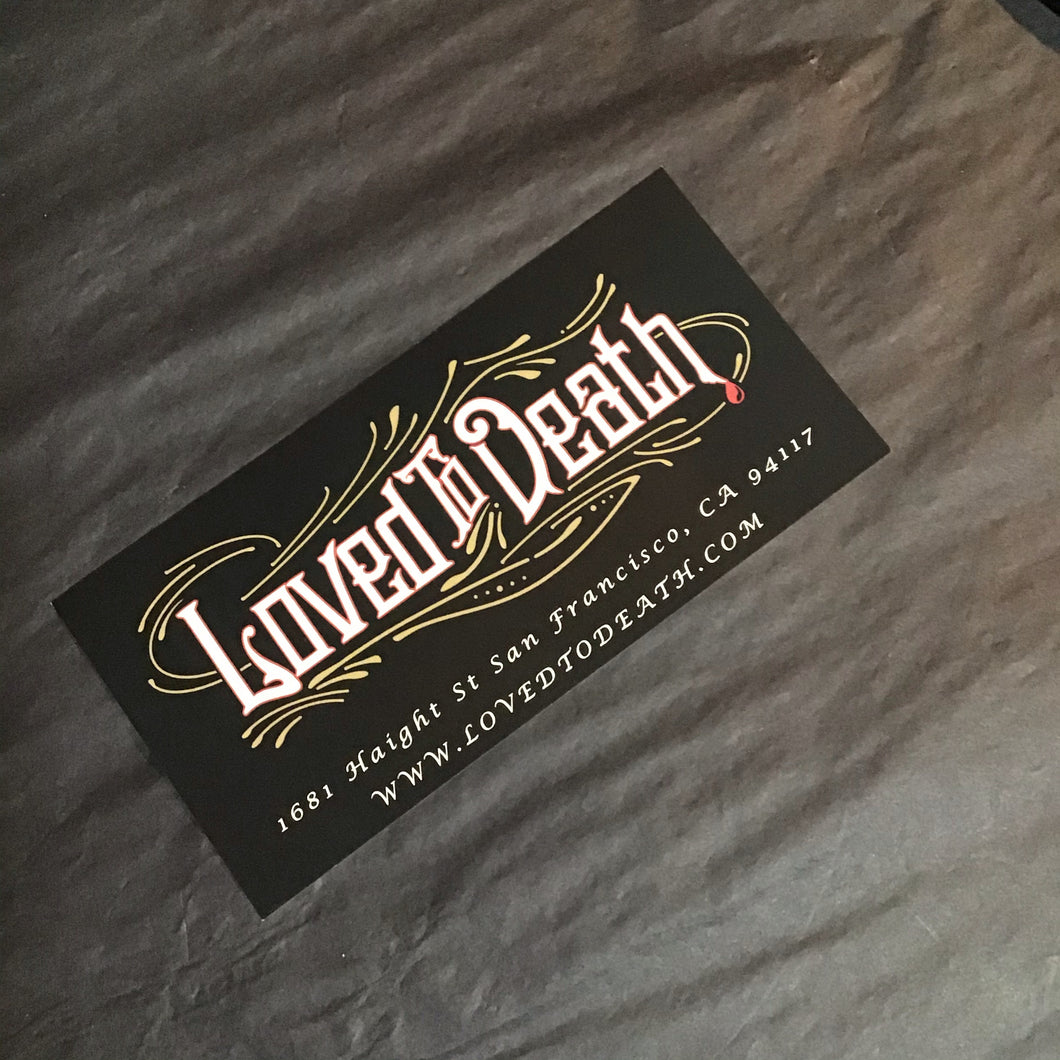 Loved To Death
1681 Haight St San Francisco, CA 94117
WWW.LOVEDTODEATH.COM